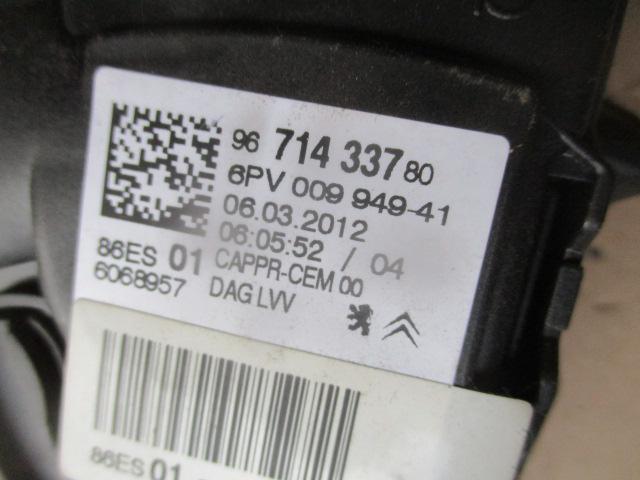 96 714 337 80
6PV 009 949-41
06.03.2012
06:05:52 / 04
86ES 01 CAPPR-CEM 00
6068957 DAG LVV
86ES 01